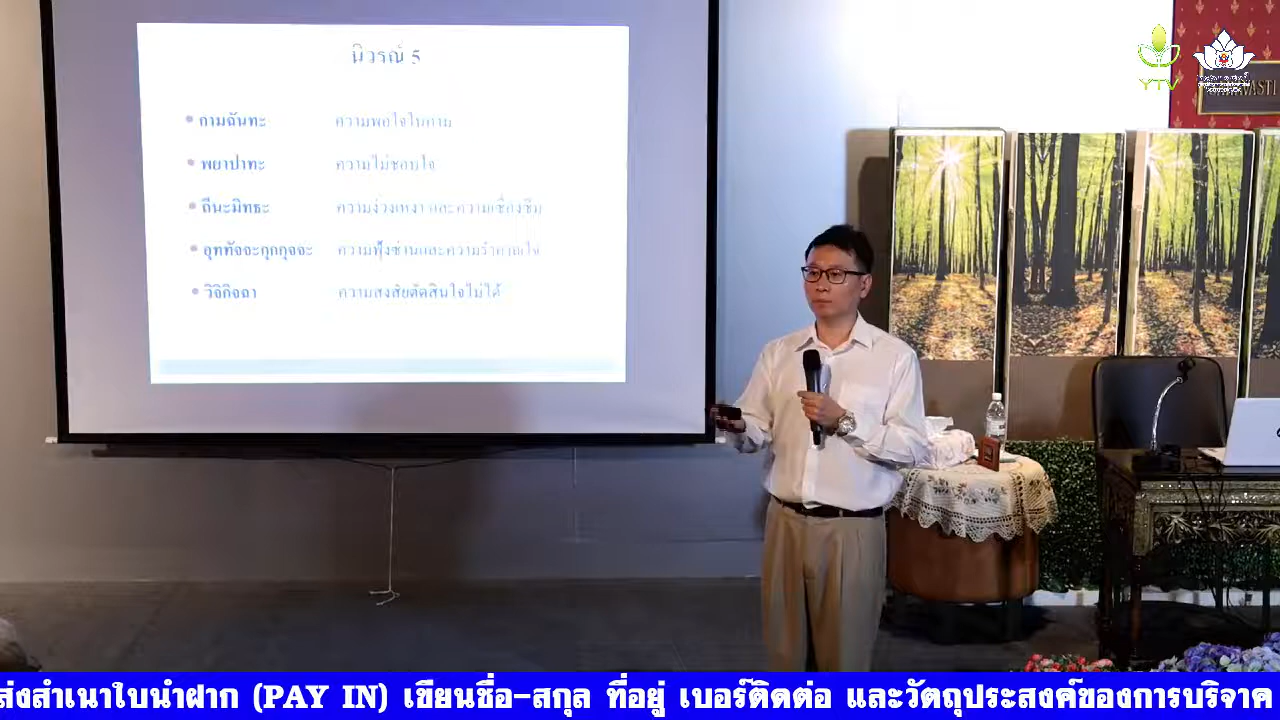 นิวรณ์ 5
กามฉันทะ ความพอใจในกาม
พยาปาทะ ความไม่ชอบใจ
ถีนะมิทธะ ความง่วงเหงา และความเซื่องซึม
อุทธัจจะกุกกุจจะ ความฟุ้งซ่านและความรำคาญใจ
วิจิกิจฉา ความสงสัยตัดสินใจไม่ได้
YTV
ส่งสำเนาใบนำฝาก (PAY IN) เขียนชื่อ-สกุล ที่อยู่ เบอร์ติดต่อ และวัตถุประสงค์ของการบริจาค